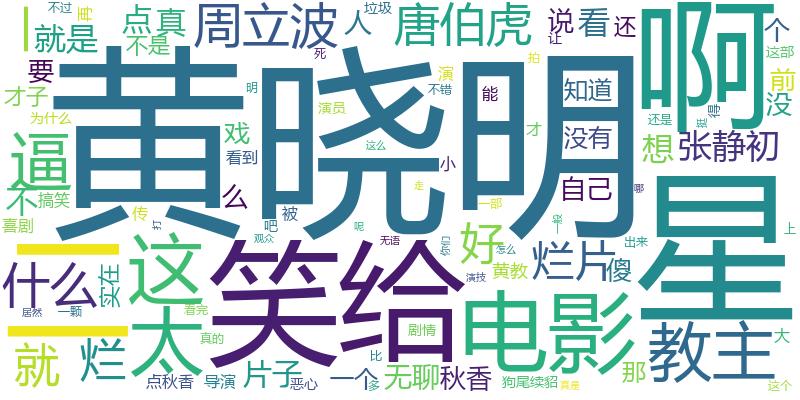 不过
再
垃圾
一
就是
点
真
不是
周立波
人
唐伯虎
说
看
让
还
啊
个
这部
要
才子
为什么
黄晓明
明
死
演
不错
演员
拍
能
知道
没有
前
没
还是
得
想
张静初
逼
不
搞笑
喜剧
戏
看到
么
传
打
吧
被
这么
小
才
走
自己
哪
一部
星
上
一
什么
实在
这
太
笑
给
观众
呢
无语
你们
好
黄教
怎么
演技
一般
出来
烂片
傻
教主
大
居然
一颗
看完
真的
剧情
电影
那
一
就
烂
点秋香
导演
片子
恶心
一个
多
比
无聊
秋香
狗尾续貂
真是
这个